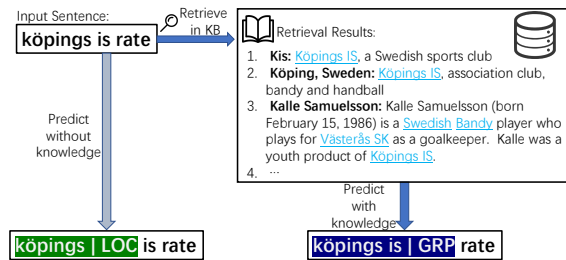 Input Sentence:
köpings is rate
Retrieve
in KB
Retrieval Results:
1. Kis: Köpings IS, a Swedish sports club
2. Köping, Sweden: Köpings IS, association club,
bandy and handball
3. Kalle Samuelsson: Kalle Samuelsson (born
February 15, 1986) is a Swedish Bandy player who
plays for Västerås SK as a goalkeeper. Kalle was a
youth product of Köpings IS.
4. ...
Predict
without
knowledge
Predict
with
knowledge
köpings | LOC is rate
köpings is | GRP rate